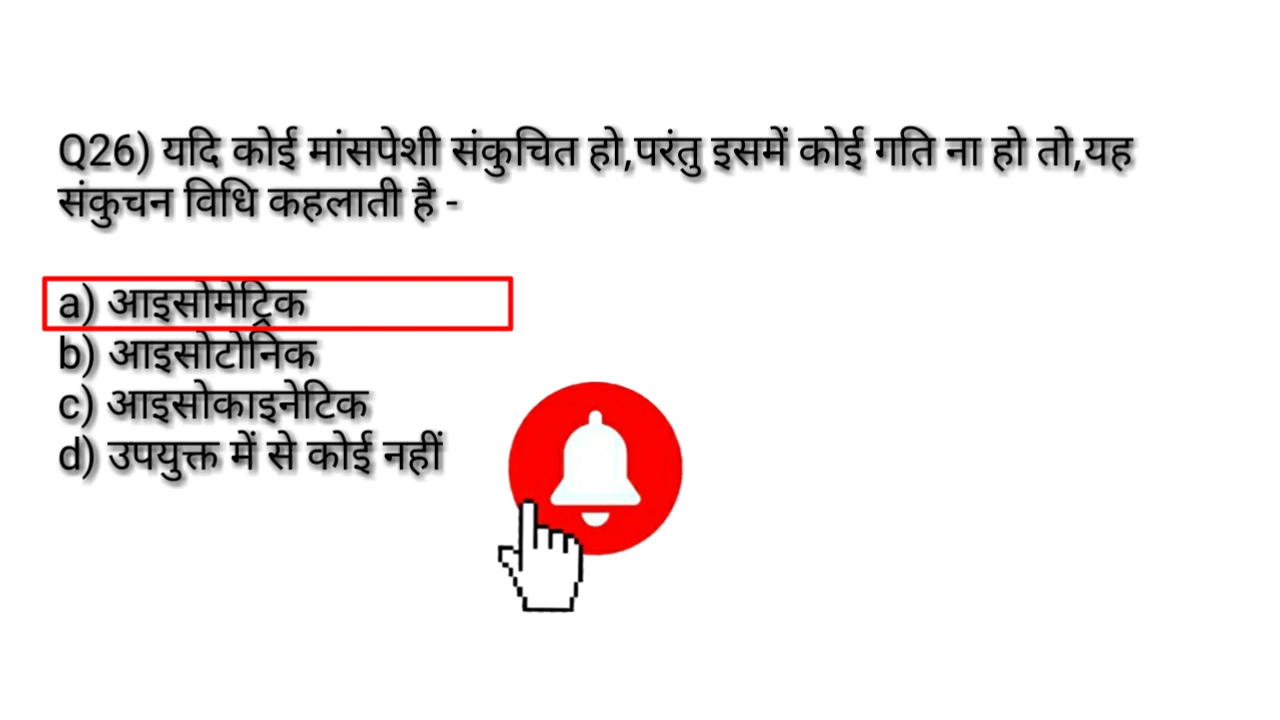 Q26) यदि कोई मांसपेशी संकुचित हो,परंतु इसमें कोई गति ना हो तो,यह
संकुचन विधि कहलाती है -
a) आइसोमेट्रिक
b) आइसोटोनिक
c) आइसोकाइनेटिक
d) उपयुक्त में से कोई नहीं